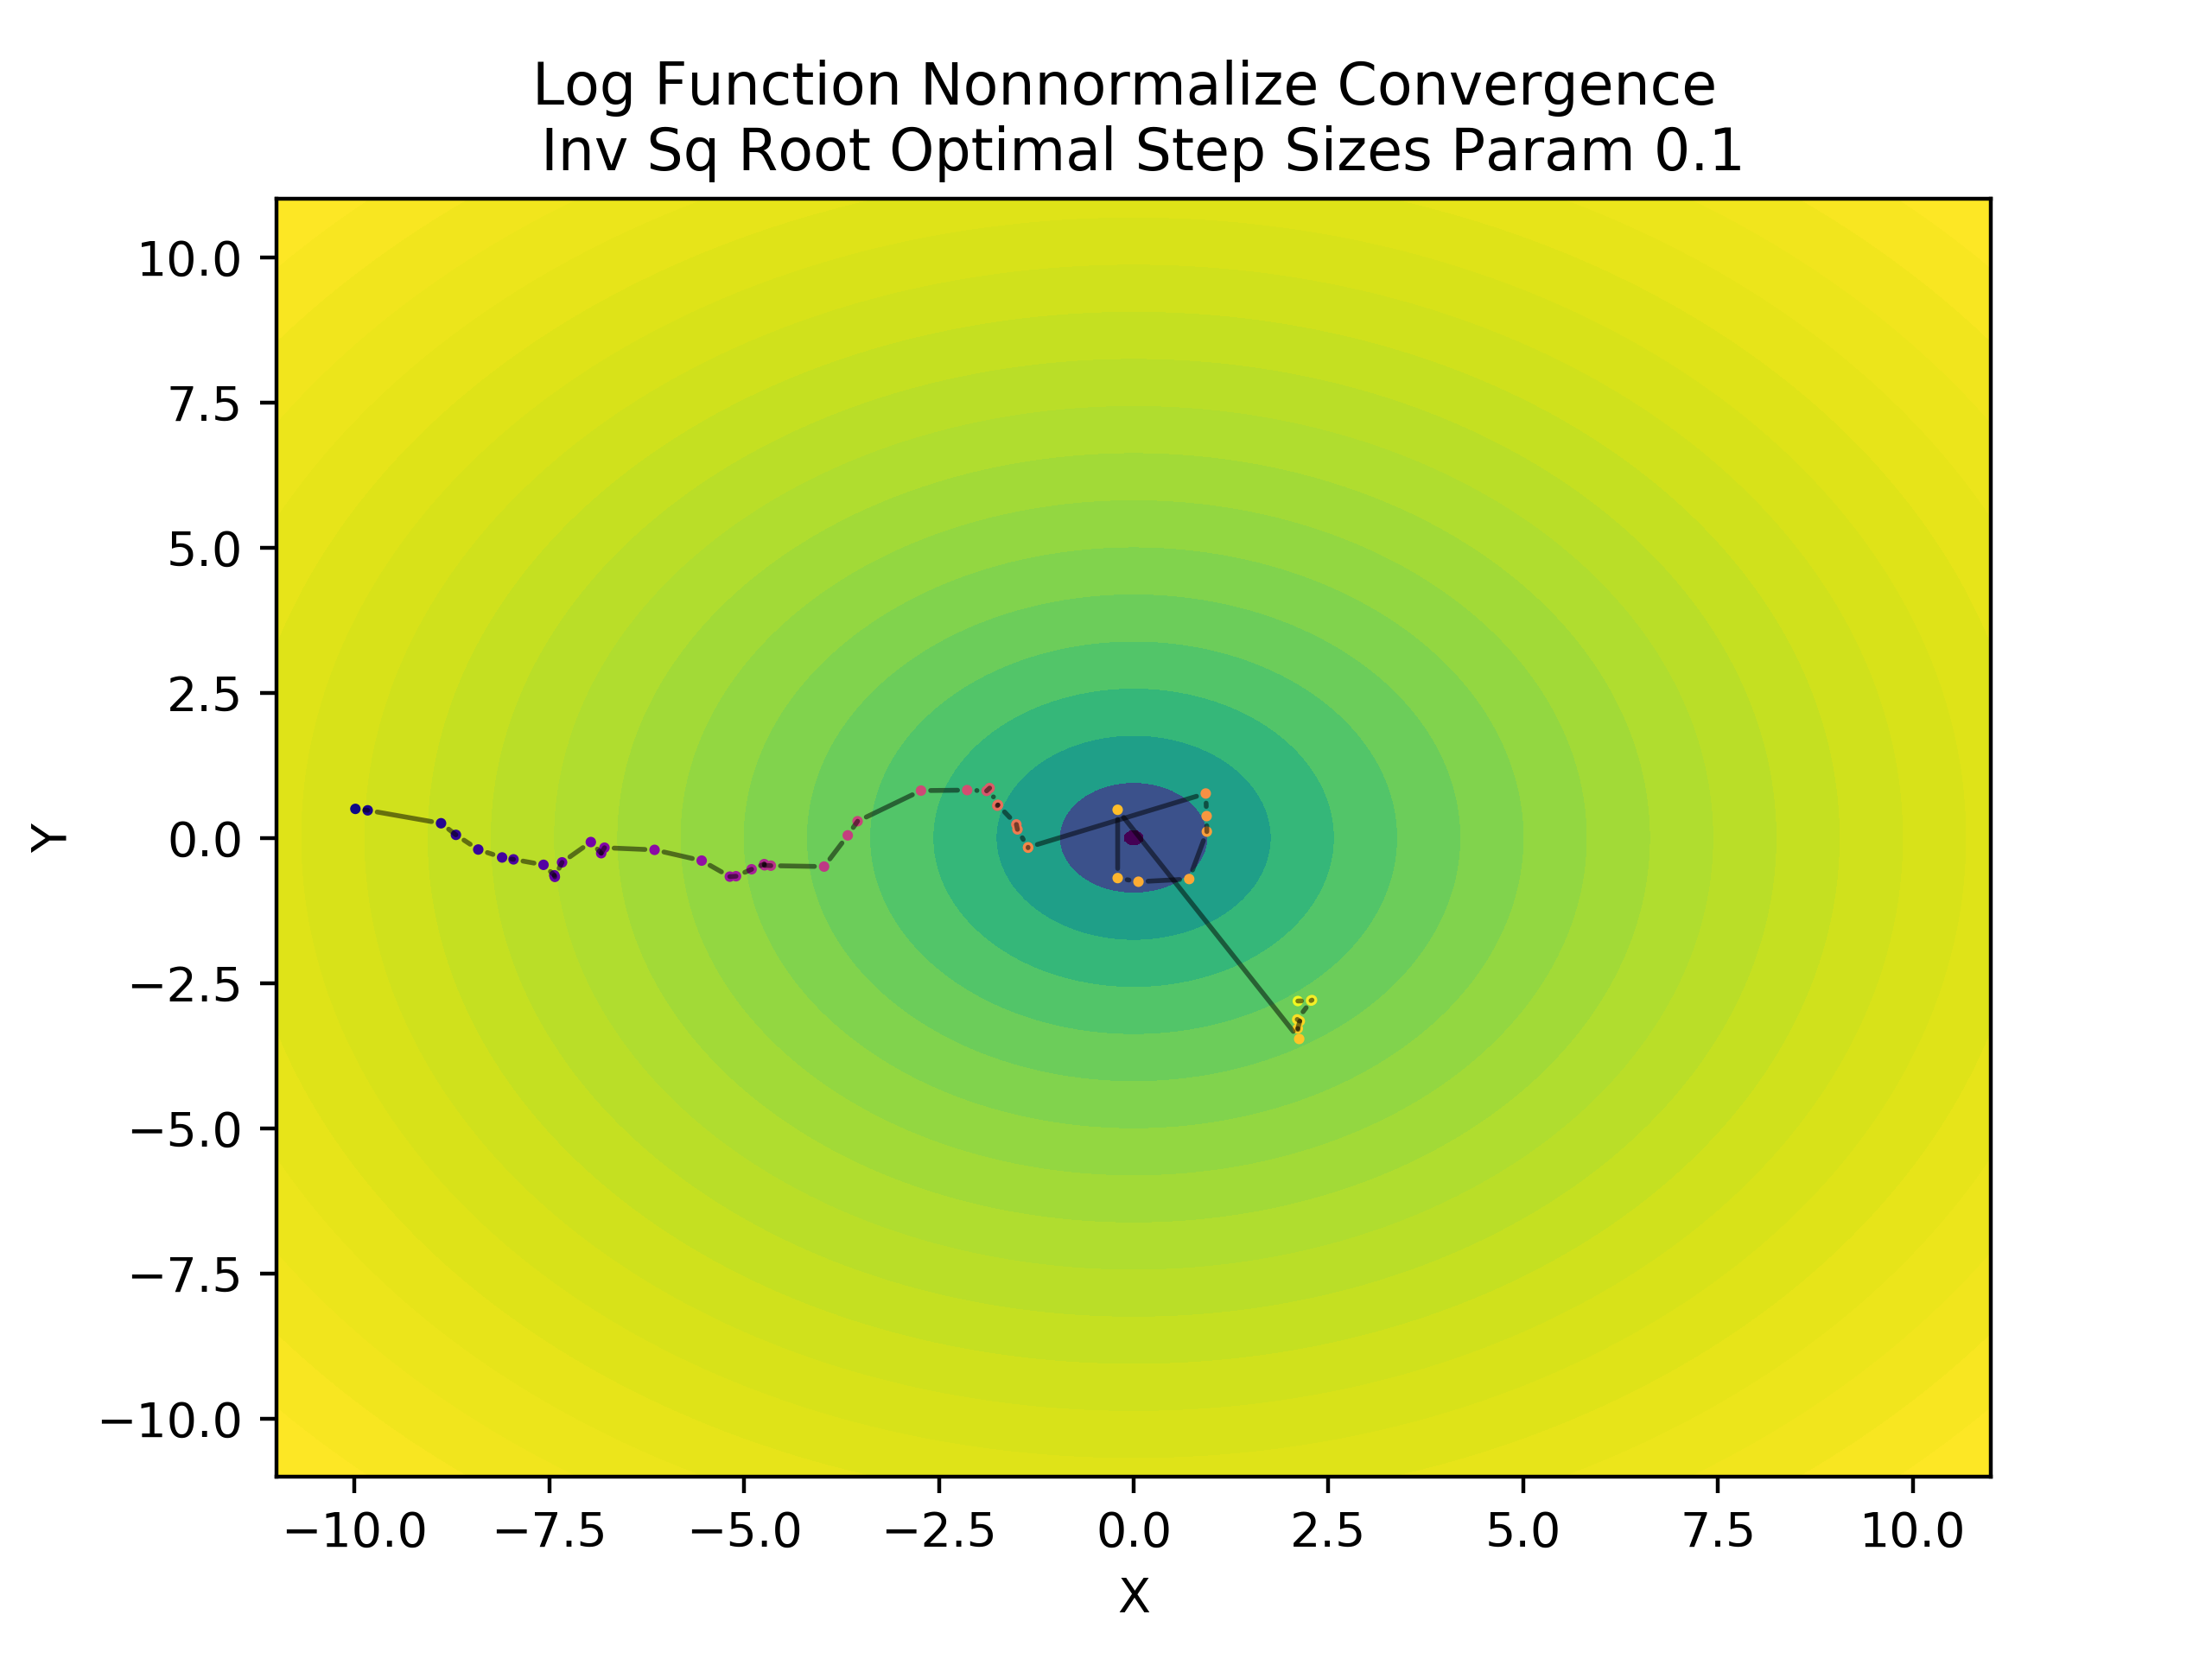 Log Function Nonnormalize Convergence
Inv Sq Root Optimal Step Sizes Param 0.1
10.0
7.5
5.0
2.5
0.0
−2.5
−5.0
−7.5
−10.0
Y
−10.0 −7.5 −5.0 −2.5 0.0 2.5 5.0 7.5 10.0
X